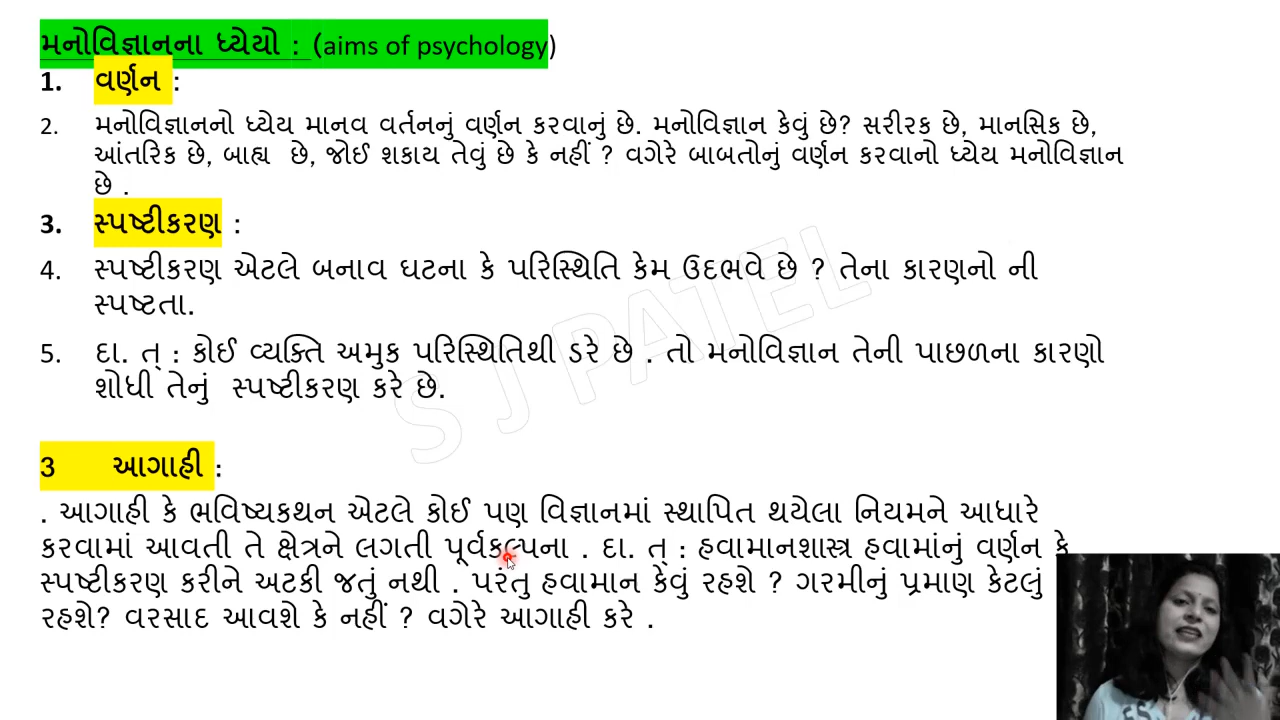 મનોવિજ્ઞાનના ધ્યેયો : (aims of psychology)
1. વર્ણન :
2. મનોવિજ્ઞાનનો ધ્યેય માનવ વર્તનનું વર્ણન કરવાનું છે. મનોવિજ્ઞાન કેવું છે? સરીરક છે, માનસિક છે,
આંતરિક છે, બાહ્ય છે, જોઈ શકાય તેવું છે કે નહીં ? વગેરે બાબતોનું વર્ણન કરવાનો ધ્યેય મનોવિજ્ઞાન
છે .
3. સ્પષ્ટીકરણ :
4. સ્પષ્ટીકરણ એટલે બનાવ ઘટના કે પરિસ્થિતિ કેમ ઉદભવે છે ? તેના કારણનો ની
સ્પષ્ટતા.
5. દા. ત્ : કોઈ વ્યક્તિ અમુક પરિસ્થિતિથી ડરે છે . તો મનોવિજ્ઞાન તેની પાછળના કારણો
શોધી તેનું સ્પષ્ટીકરણ કરે છે.
3 આગાહી :
. આગાહી કે ભવિષ્યકથન એટલે કોઈ પણ વિજ્ઞાનમાં સ્થાપિત થયેલા નિયમને આધારે
કરવામાં આવતી તે ક્ષેત્રને લગતી પૂર્વકલ્પના . દા. ત્ : હવામાનશાસ્ત્ર હવામાંનું વર્ણન કે
સ્પષ્ટીકરણ કરીને અટકી જતું નથી . પરંતુ હવામાન કેવું રહશે ? ગરમીનું પ્રમાણ કેટલું
રહશે? વરસાદ આવશે કે નહીં ? વગેરે આગાહી કરે .
S J PATEL